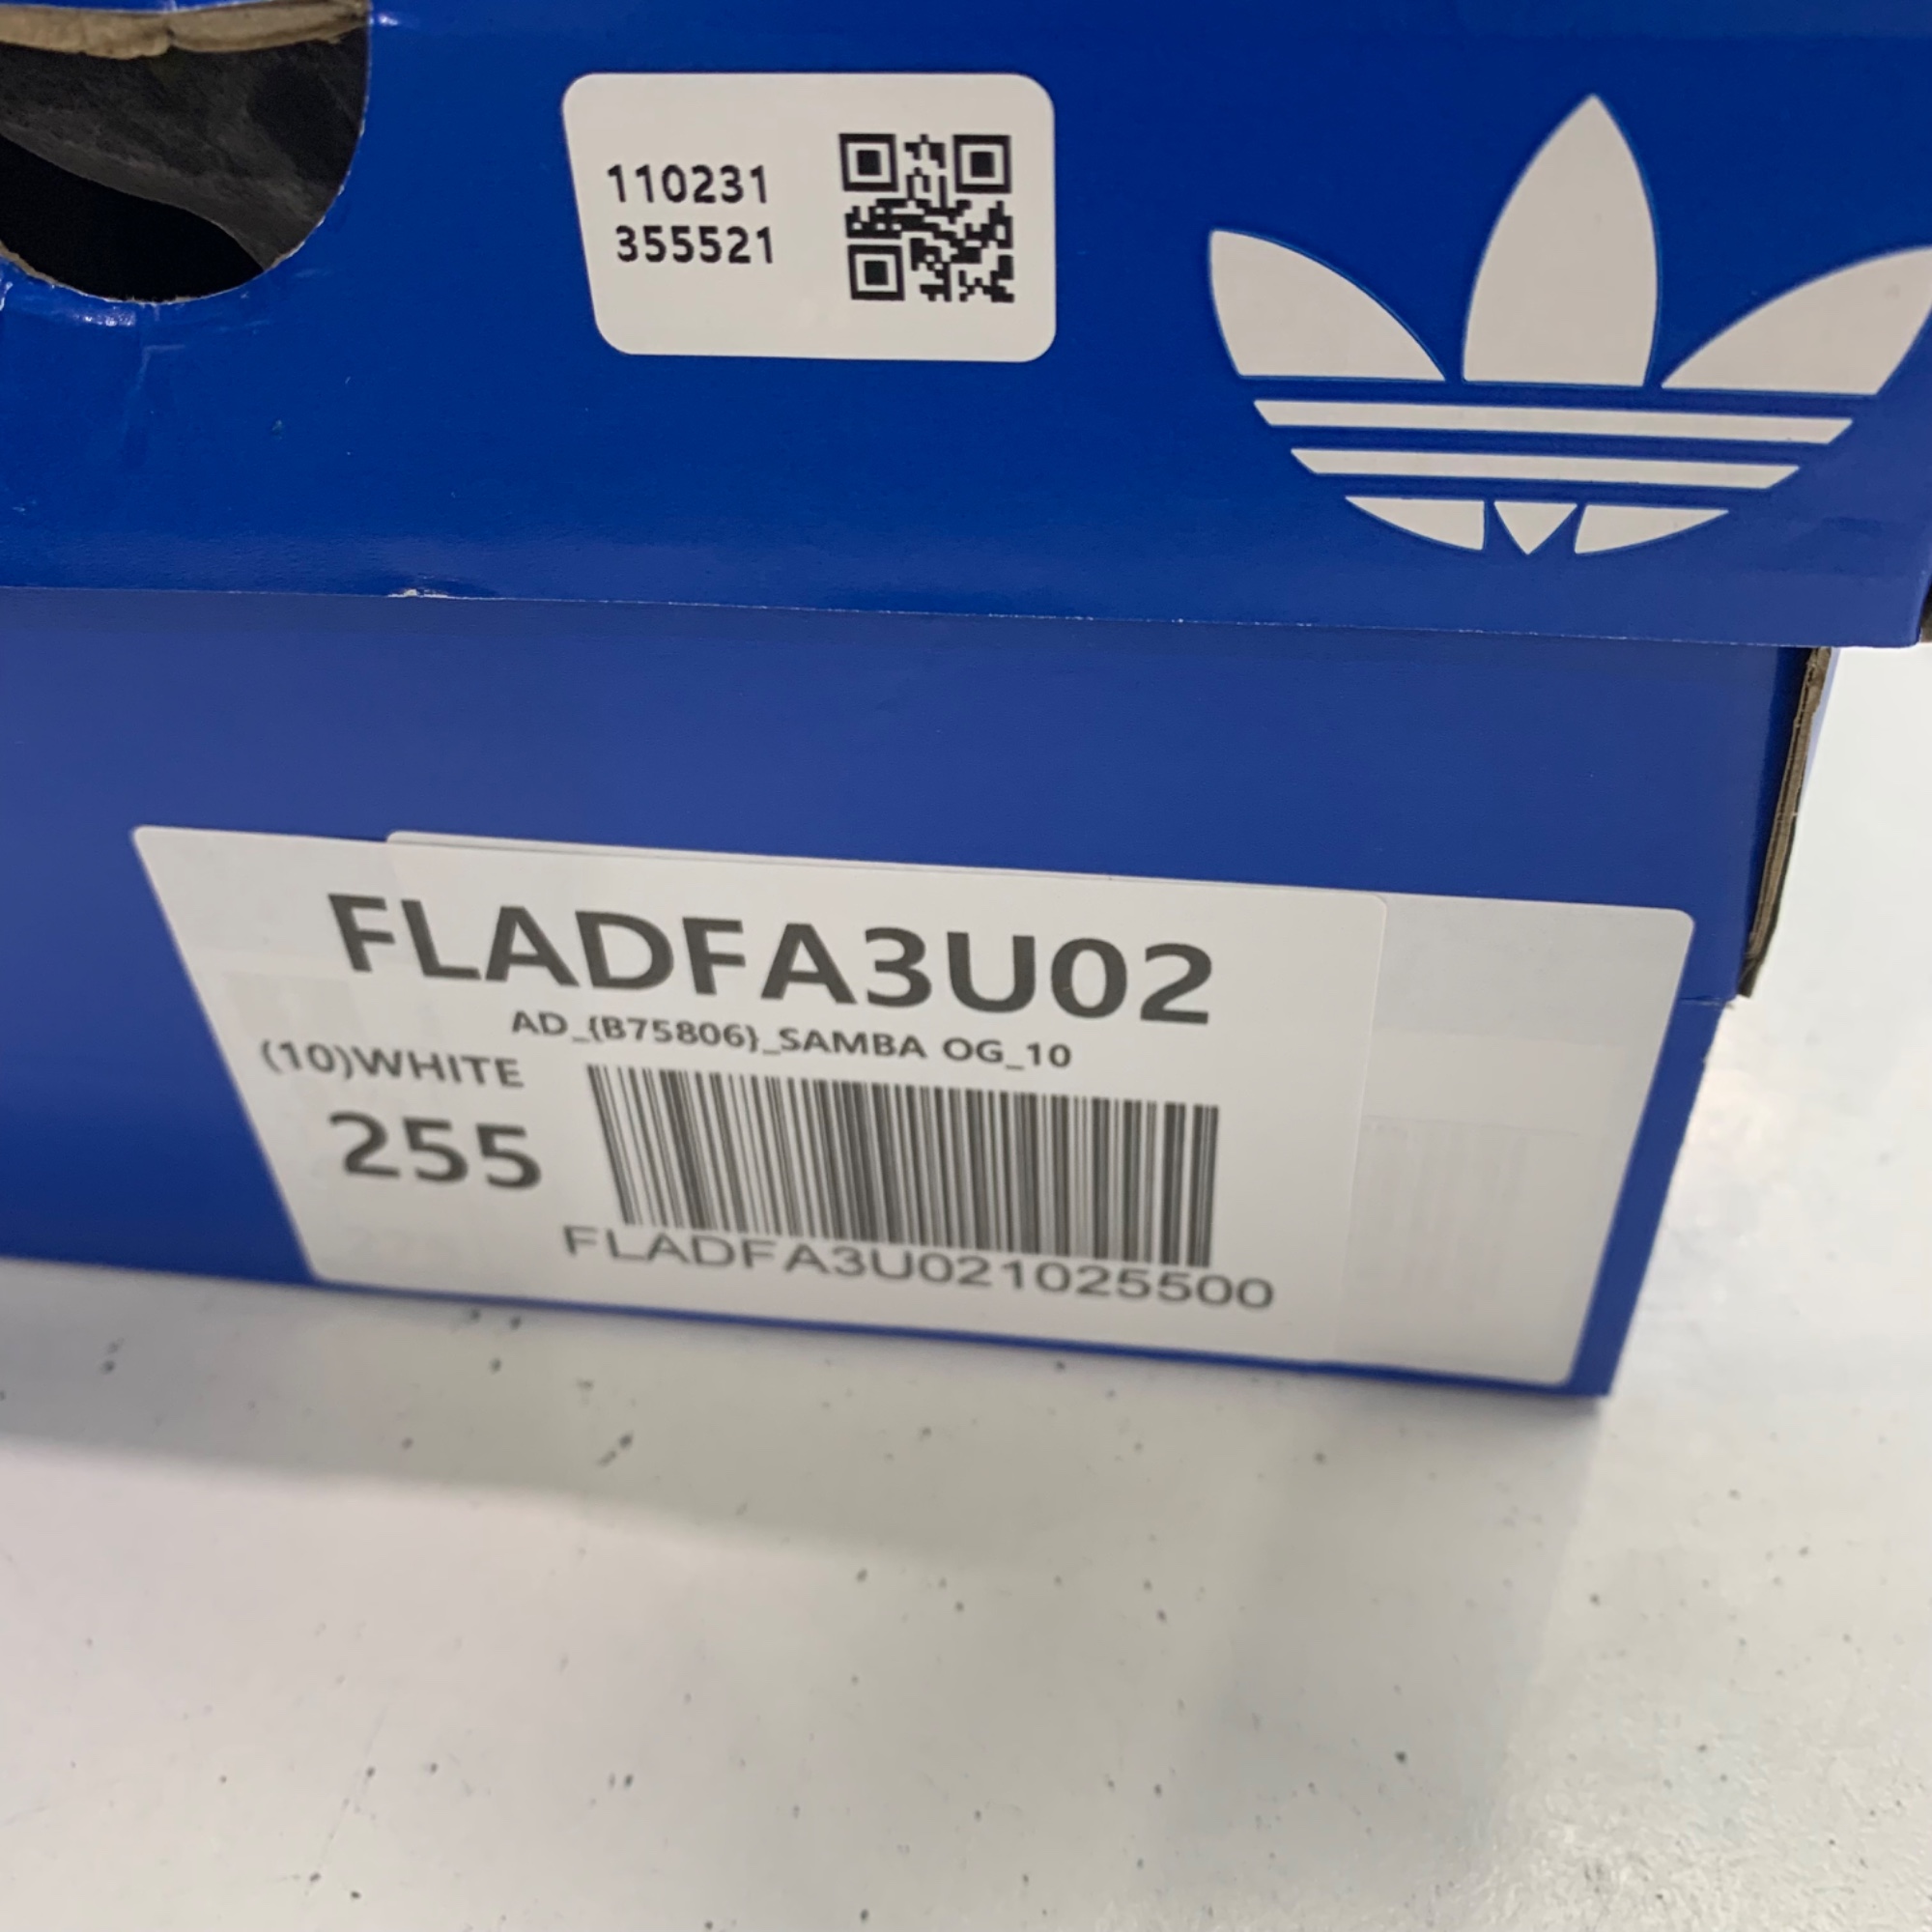 110231
355521
FLADFA3U02
AD_{B75806}_SAMBA OG_10
(10)WHITE
255
FLADFA3U021025500